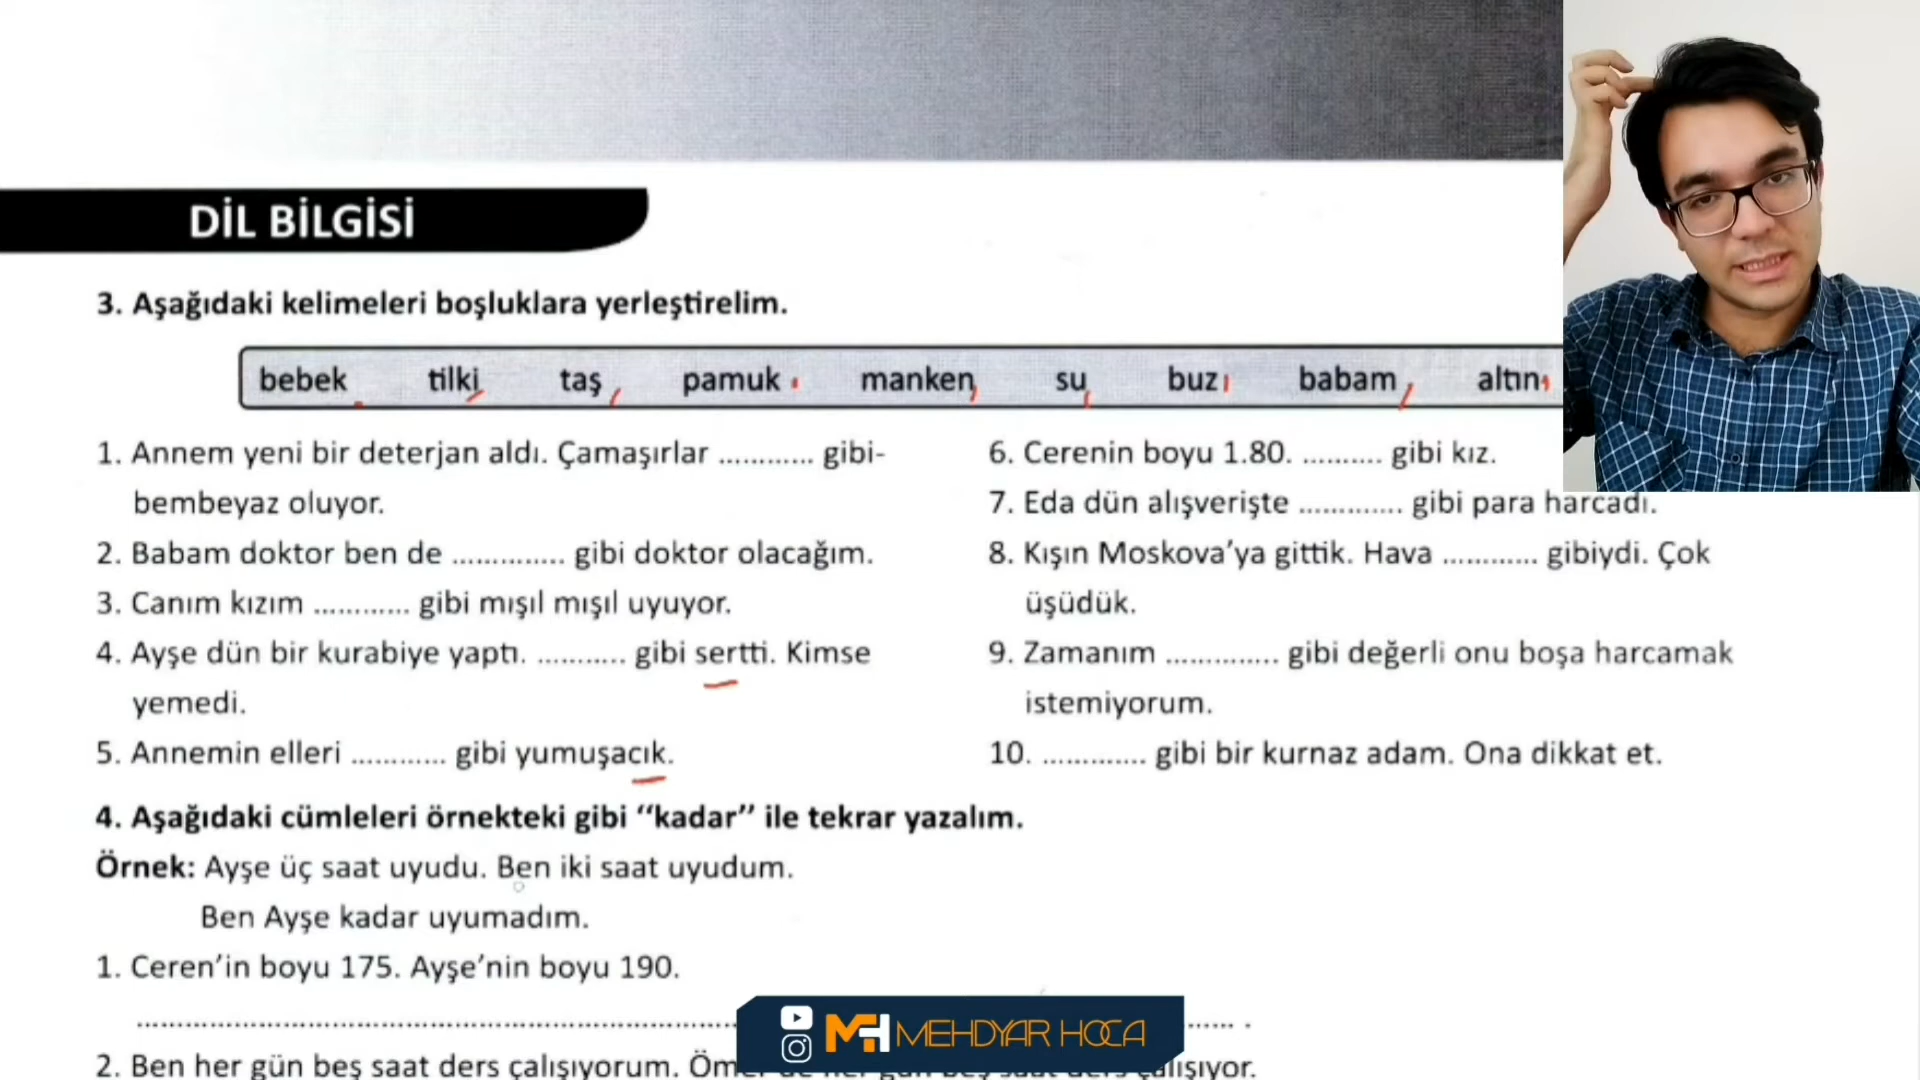 DİL BİLGİSİ
3. Aşağıdaki kelimeleri boşluklara yerleştirelim.
bebek tilki taş pamuk manken su buz babam altın
1. Annem yeni bir deterjan aldı. Çamaşırlar ............ gibi-
bembeyaz oluyor.
2. Babam doktor ben de .............. gibi doktor olacağım.
3. Canım kızım ............ gibi mışıl mışıl uyuyor.
4. Ayşe dün bir kurabiye yaptı. ........... gibi sertti. Kimse
yemedi.
5. Annemin elleri ............ gibi yumuşacık.
6. Cerenin boyu 1.80. .......... gibi kız.
7. Eda dün alışverişte ............. gibi para harcadı.
8. Kışın Moskova'ya gittik. Hava ............ gibiydi. Çok
üşüdük.
9. Zamanım .............. gibi değerli onu boşa harcamak
istemiyorum.
10. ............. gibi bir kurnaz adam. Ona dikkat et.
4. Aşağıdaki cümleleri örnekteki gibi “kadar” ile tekrar yazalım.
Örnek: Ayşe üç saat uyudu. Ben iki saat uyudum.
Ben Ayşe kadar uyumadım.
1. Ceren'in boyu 175. Ayşe'nin boyu 190.
2. Ben her gün beş saat ders çalışıyorum.
MH MEHDYAR HOCA